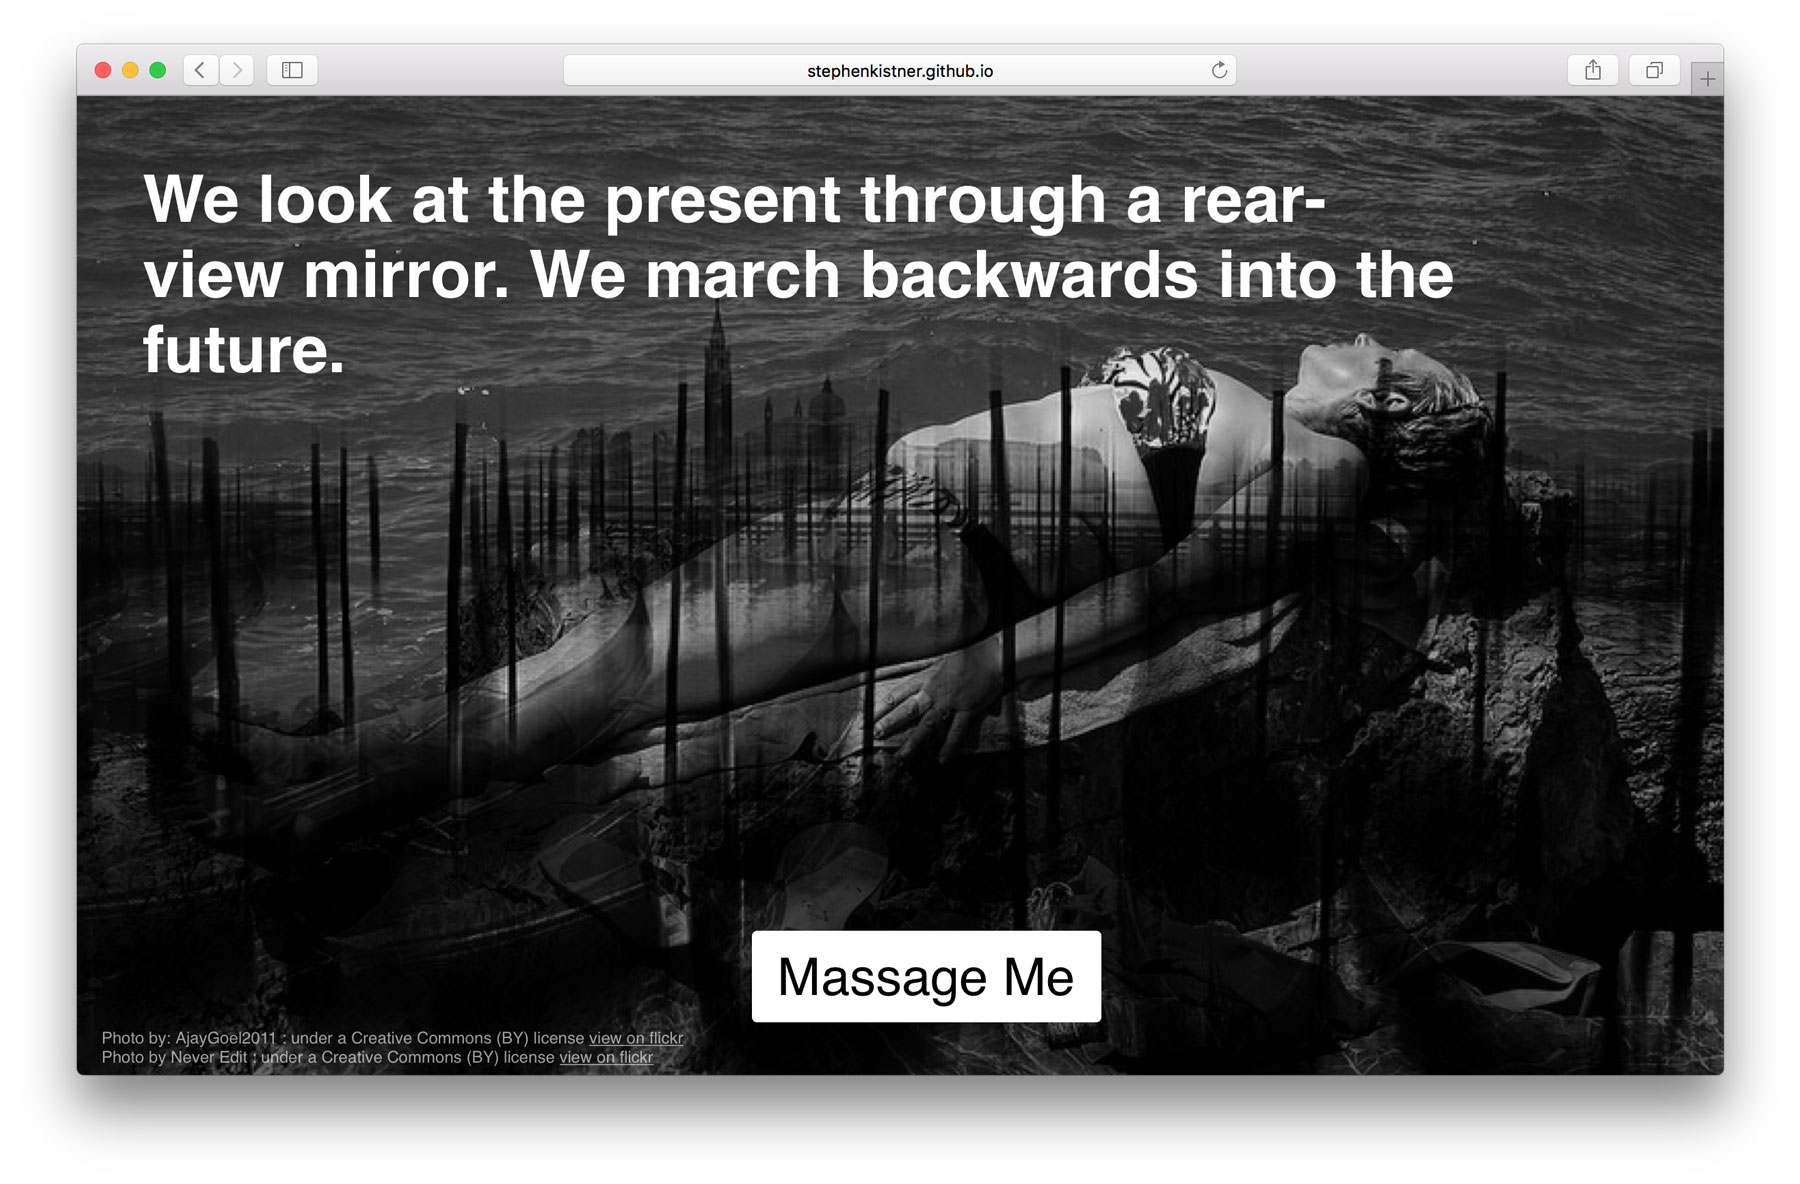 stephenkistner.github.io
We look at the present through a rear-
view mirror. We march backwards into the
future.
Massage Me
Photo by: AjayGoel2011 : under a Creative Commons (BY) license view on flickr
Photo by Never Edit : under a Creative Commons (BY) license view on flickr